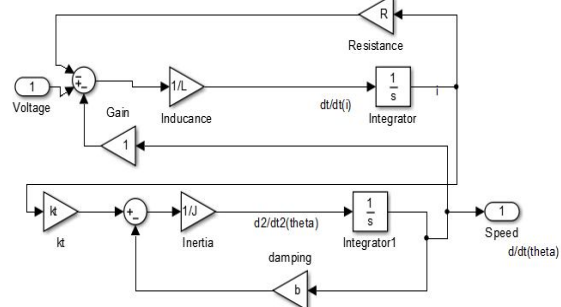 R
Resistance
1
Voltage
1/L
Inducance
dt/dt(i)
1
s
Integrator
i
Gain
1
kt
kt
1/J
Inertia
d2/dt2(theta)
1
s
Integrator1
1
Speed
d/dt(theta)
damping
b